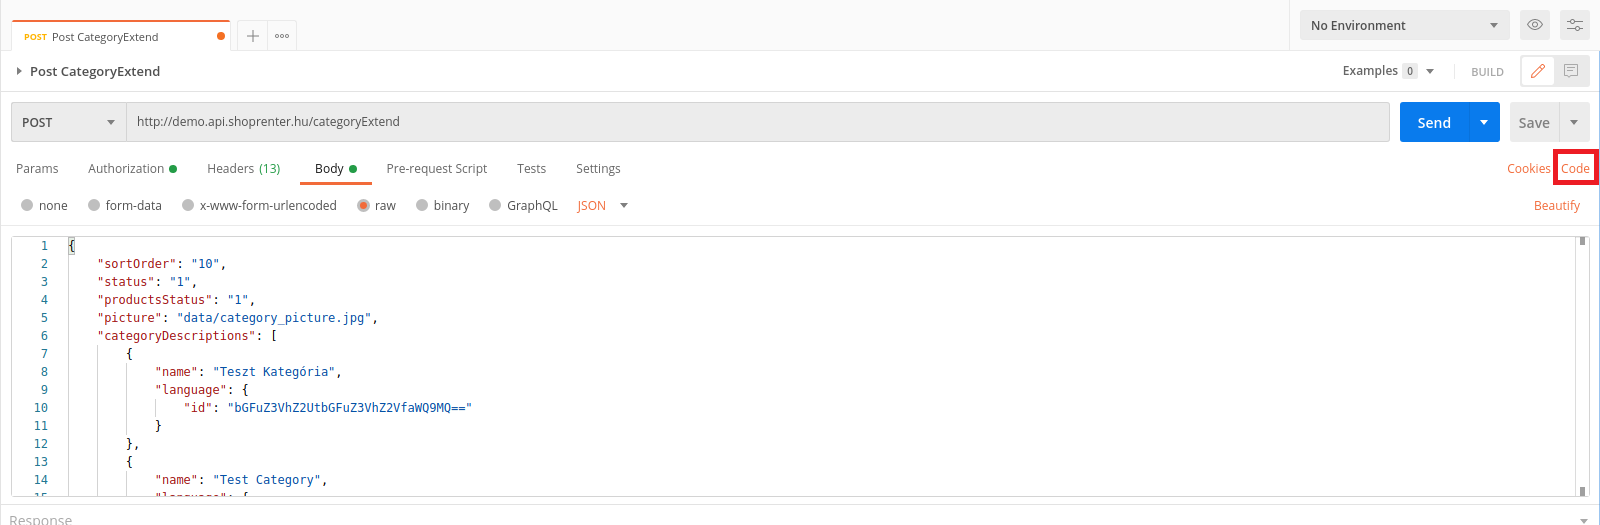 POST Post CategoryExtend No Environment
Post CategoryExtend Examples 0 BUILD
POST http://demo.api.shoprenter.hu/categoryExtend Send Save
Params Authorization Headers (13) Body Pre-request Script Tests Settings Cookies Code
none form-data x-www-form-urlencoded raw binary GraphQL JSON Beautify
1 {
2 "sortOrder": "10",
3 "status": "1",
4 "productsStatus": "1",
5 "picture": "data/category_picture.jpg",
6 "categoryDescriptions": [
7 {
8 "name": "Teszt Kategória",
9 "language": {
10 "id": "bGFuZ3VhZ2UtbGFuZ3VhZ2VfaWQ9MQ=="
11 }
12 },
13 {
14 "name": "Test Category",
15 "language": {
Response